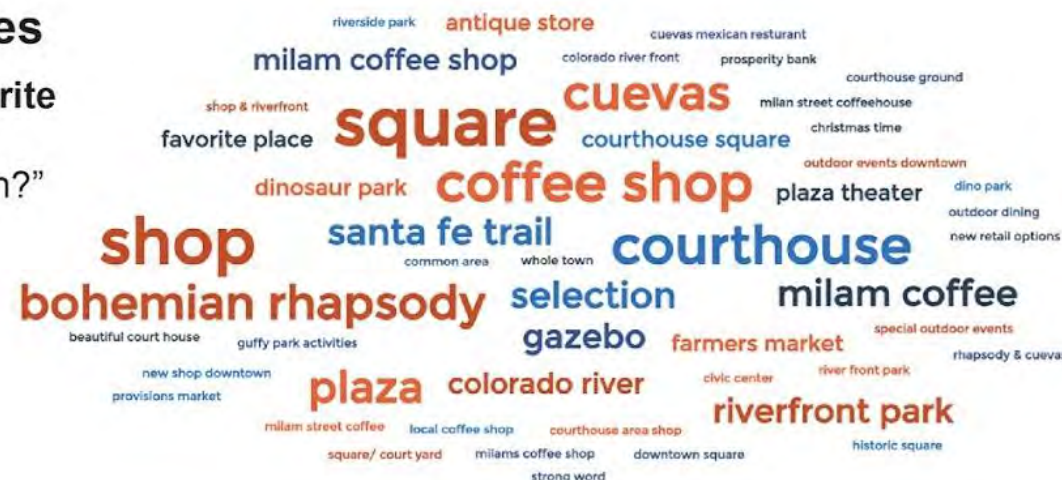 es
rite
n?”
riverside park antique store
cuevas mexican resturant
milam coffee shop colorado river front prosperity bank
courthouse ground
cuevas
shop & riverfront milan street coffeehouse
square
favorite place courthouse square christmas time
outdoor events downtown
dinosaur park coffee shop plaza theater dino park
outdoor dining
shop santa fe trail courthouse new retail options
common area whole town
bohemian rhapsody selection milam coffee
beautiful court house guffy park activities gazebo farmers market special outdoor events
rhapsody & cueva
new shop downtown plaza colorado river civic center river front park
provisions market
riverfront park
milam street coffee local coffee shop courthouse area shop
square/ court yard milams coffee shop downtown square historic square
strong word